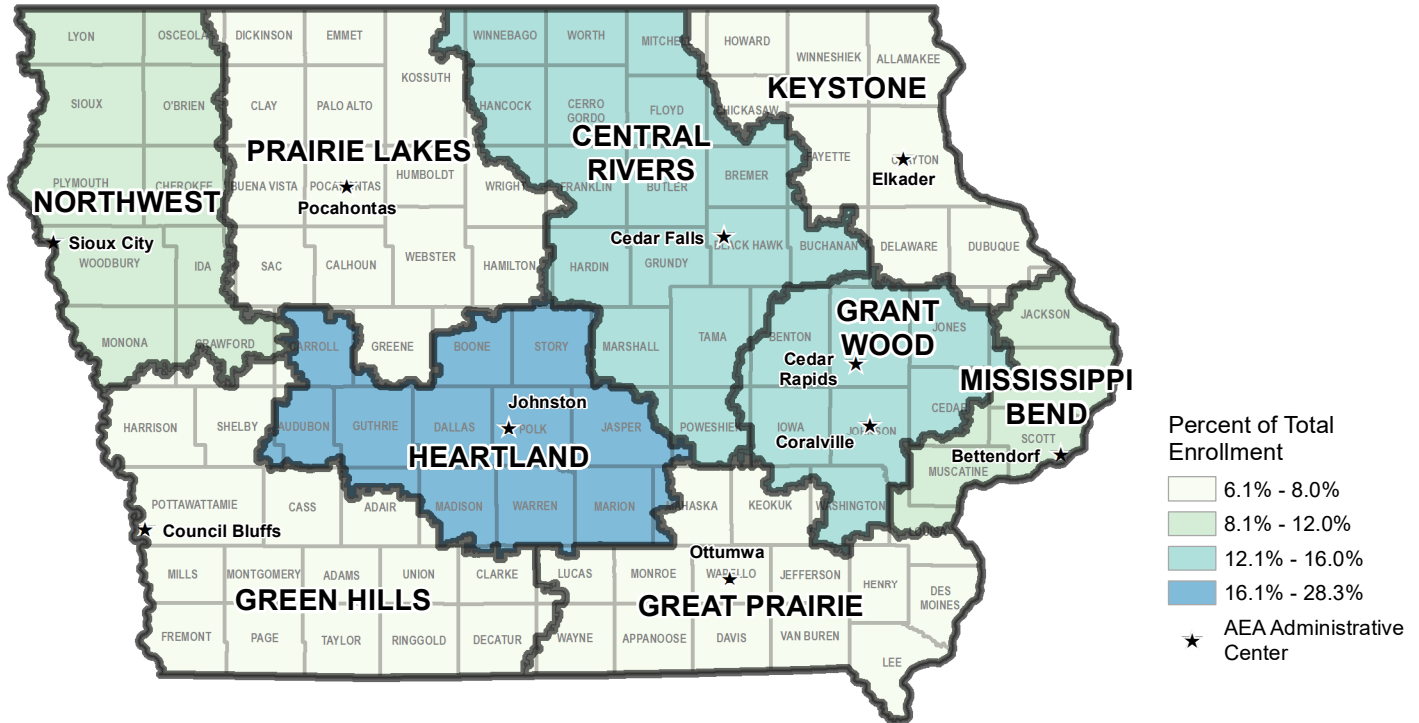 LYON
OSCEOLA
DICKINSON
EMMET
WINNEBAGO
WORTH
MITCHELL
HOWARD
WINNESHIEK
ALLAMAKEE
KOSSUTH
SIOUX
O'BRIEN
CLAY
PALO ALTO
HANCOCK
CERRO
GORDO
FLOYD
CHICKASAW
KEYSTONE
PRAIRIE LAKES
CENTRAL
RIVERS
FAYETTE
CLAYTON
Elkader
PLYMOUTH
CHEROKEE
BUENA VISTA
POCAHONTAS
HUMBOLDT
WRIGHT
FRANKLIN
BUTLER
BREMER
NORTHWEST
Pocahontas
Sioux City
WOODBURY
IDA
SAC
CALHOUN
WEBSTER
HAMILTON
HARDIN
GRUNDY
Cedar Falls
BLACK HAWK
BUCHANAN
DELAWARE
DUBUQUE
MONONA
CRAWFORD
CARROLL
GREENE
BOONE
STORY
MARSHALL
TAMA
BENTON
GRANT
WOOD
JONES
JACKSON
Cedar
Rapids
MISSISSIPPI
BEND
HARRISON
SHELBY
AUDUBON
GUTHRIE
DALLAS
Johnston
POLK
JASPER
POWESHIEK
IOWA
Coralville
JOHNSON
CEDAR
SCOTT
Bettendorf
MUSCATINE
HEARTLAND
POTTAWATTAMIE
CASS
ADAIR
MADISON
WARREN
MARION
MAHASKA
KEOKUK
WASHINGTON
LOUISA
Council Bluffs
Ottumwa
MILLS
MONTGOMERY
ADAMS
UNION
CLARKE
LUCAS
MONROE
WAPELLO
JEFFERSON
HENRY
DES
MOINES
GREEN HILLS
GREAT PRAIRIE
FREMONT
PAGE
TAYLOR
RINGGOLD
DECATUR
WAYNE
APPANOOSE
DAVIS
VAN BUREN
LEE
Percent of Total
Enrollment
6.1% - 8.0%
8.1% - 12.0%
12.1% - 16.0%
16.1% - 28.3%
AEA Administrative
Center